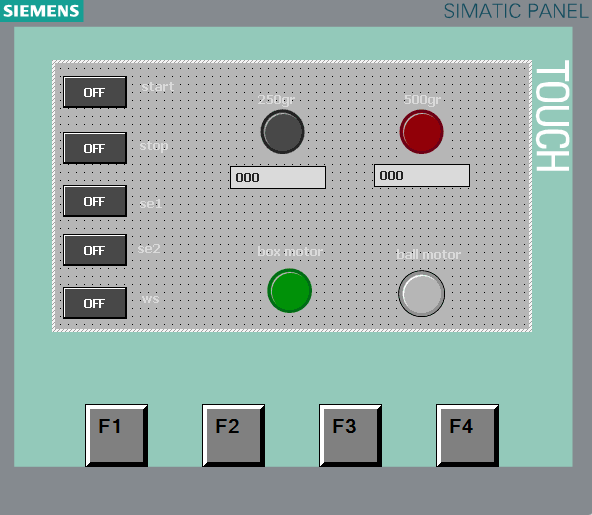 SIEMENS
SIMATIC PANEL
TOUCH
OFF start
250gr
500gr
OFF stop
000
000
OFF se1
OFF se2
box motor
ball motor
OFF ws
F1
F2
F3
F4